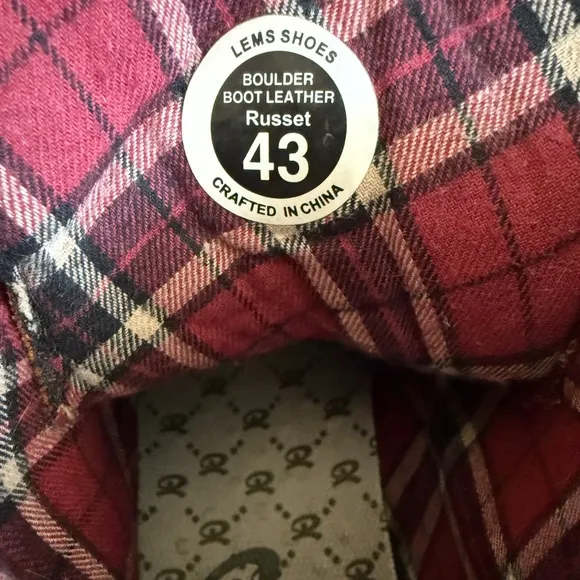 LEMS SHOES
BOULDER
BOOT LEATHER
Russet
43
CRAFTED IN CHINA